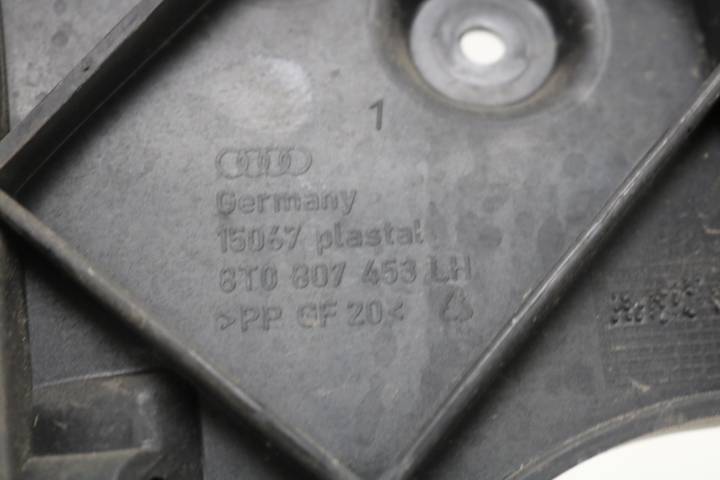 1
Germany
15067 plastal
8T0 807 453 LH
>PP GF 20<